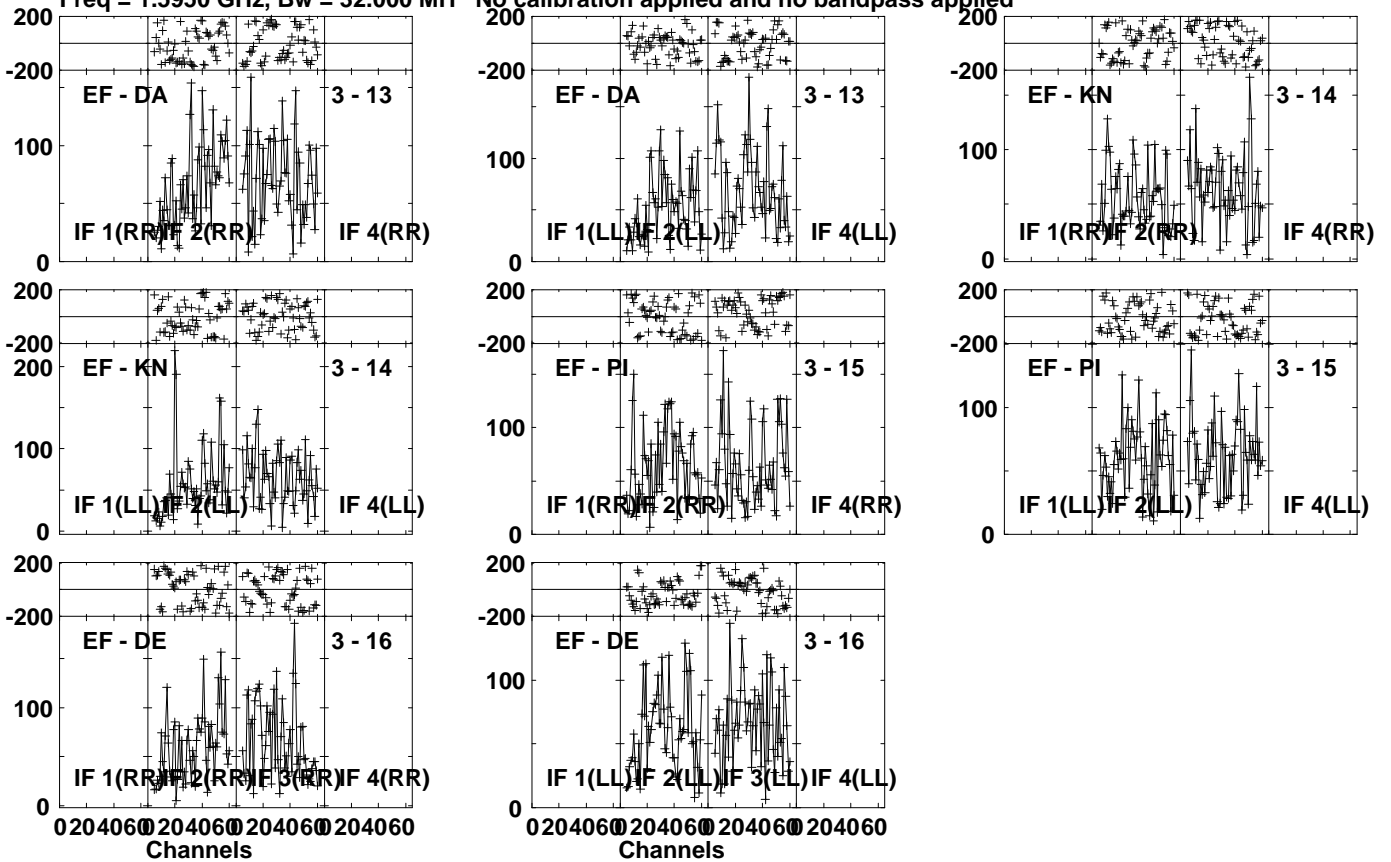 Freq = 1.5950 GHz, Bw = 32.000 MH No calibration applied and no bandpass applied
200
-200
EF - DA 3 - 13
100
IF 1(RR) IF 2(RR) IF 4(RR)
0
EF - DA 3 - 13
100
IF 1(LL) IF 2(LL) IF 4(LL)
0
200
-200
EF - KN 3 - 14
100
IF 1(RR) IF 2(RR) IF 4(RR)
0
200
-200
200
EF - KN 3 - 14
100
IF 1(LL) IF 2(LL) IF 4(LL)
0
200
-200
EF - PI 3 - 15
100
IF 1(RR) IF 2(RR) IF 4(RR)
0
200
-200
EF - PI 3 - 15
100
IF 1(LL) IF 2(LL) IF 4(LL)
0
200
-200
EF - DE 3 - 16
100
IF 1(RR) IF 2(RR) IF 3(RR) IF 4(RR)
0
0 20 40 60 0 20 40 60 0 20 40 60 0 20 40 60
Channels
200
-200
EF - DE 3 - 16
100
IF 1(LL) IF 2(LL) IF 3(LL) IF 4(LL)
0
0 20 40 60 0 20 40 60 0 20 40 60 0 20 40 60
Channels